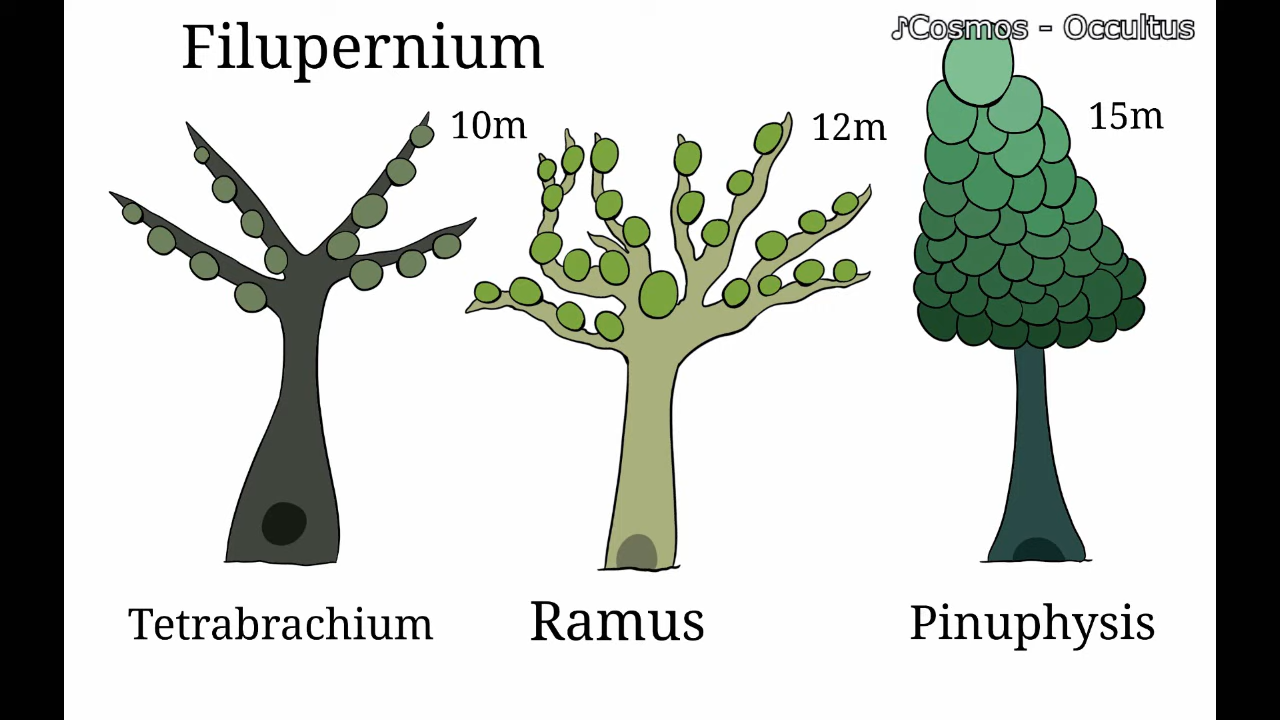 ♪Cosmos - Occultus
Filupernium
10m
12m
15m
Tetrabrachium
Ramus
Pinuphysis